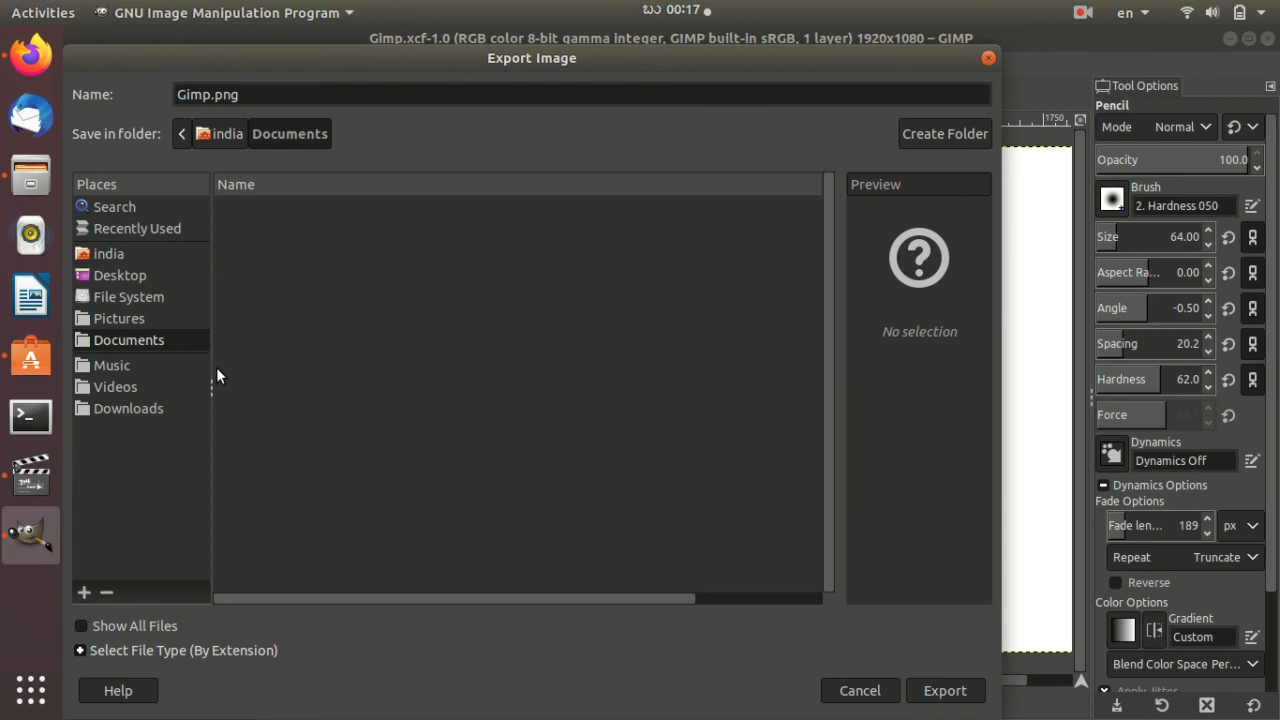 Activities
GNU Image Manipulation Program
ວັງ 00:17
en
Gimp.xcf-1.0 (RGB color 8-bit gamma integer, GIMP built-in sRGB, 1 layer) 1920x1080 – GIMP
Export Image
Name:
Gimp.png
Save in folder:
india
Documents
Create Folder
Places
Name
Preview
Search
Recently Used
india
Desktop
File System
Pictures
Documents
Music
Videos
Downloads
No selection
Show All Files
Select File Type (By Extension)
Help
Cancel
Export
1750
Tool Options
Pencil
Mode
Normal
Opacity
100.0
Brush
2. Hardness 050
Size
64.00
Aspect Ra...
0.00
Angle
-0.50
Spacing
20.2
Hardness
62.0
Force
Dynamics
Dynamics Off
Dynamics Options
Fade Options
Fade len...
189
px
Repeat
Truncate
Reverse
Color Options
Gradient
Custom
Blend Color Space Per...
Apply Jitter